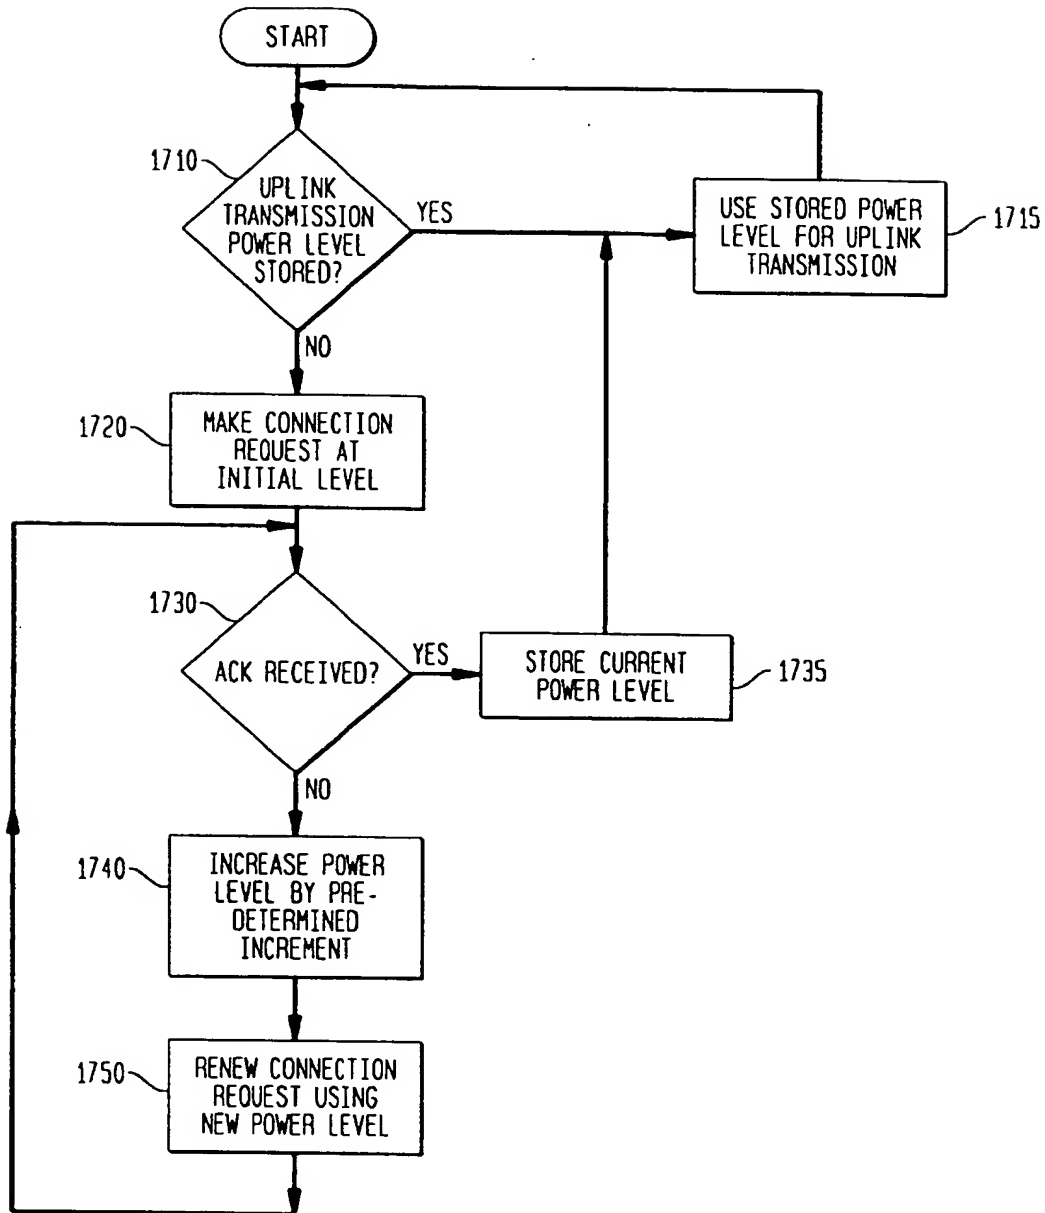 START
1710
UPLINK
TRANSMISSION
POWER LEVEL
STORED?
YES
USE STORED POWER
LEVEL FOR UPLINK
TRANSMISSION
1715
NO
1720
MAKE CONNECTION
REQUEST AT
INITIAL LEVEL
1730
ACK RECEIVED?
YES
STORE CURRENT
POWER LEVEL
1735
NO
1740
INCREASE POWER
LEVEL BY PRE-
DETERMINED
INCREMENT
1750
RENEW CONNECTION
REQUEST USING
NEW POWER LEVEL